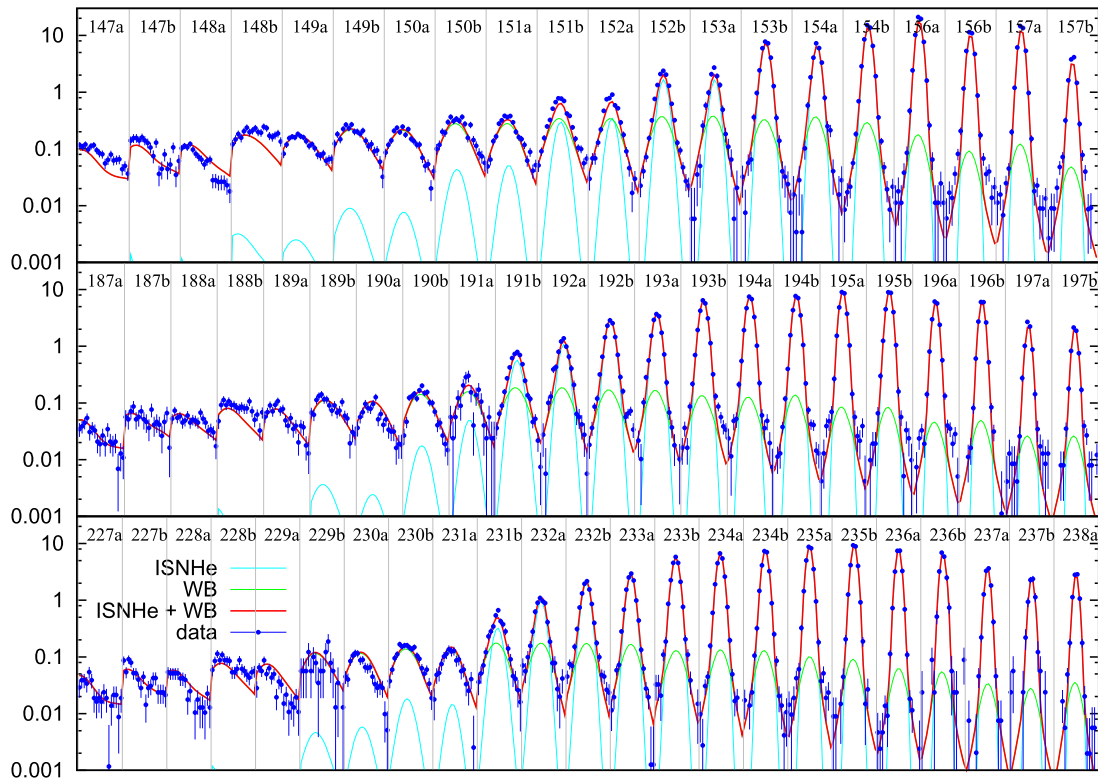 147a 147b 148a 148b 149a 149b 150a 150b 151a 151b 152a 152b 153a 153b 154a 154b 156a 156b 157a 157b
10
1
0.1
0.01
0.001
187a 187b 188a 188b 189a 189b 190a 190b 191a 191b 192a 192b 193a 193b 194a 194b 195a 195b 196a 196b 197a 197b
10
1
0.1
0.01
0.001
227a 227b 228a 228b 229a 229b 230a 230b 231a 231b 232a 232b 233a 233b 234a 234b 235a 235b 236a 236b 237a 237b 238a
10
1
0.1
0.01
0.001
ISNHe
WB
ISNHe + WB
data